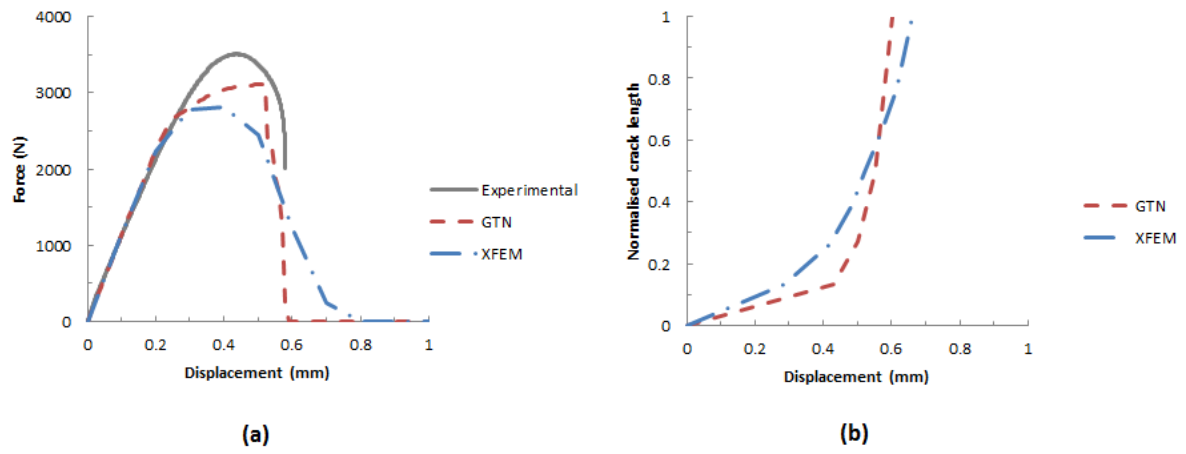 4000
3000
2000
1000
0
Force (N)
0 0.2 0.4 0.6 0.8 1
Displacement (mm)
Experimental
GTN
XFEM
(a)
1
0.8
0.6
0.4
0.2
0
Normalised crack length
0 0.2 0.4 0.6 0.8 1
Displacement (mm)
GTN
XFEM
(b)